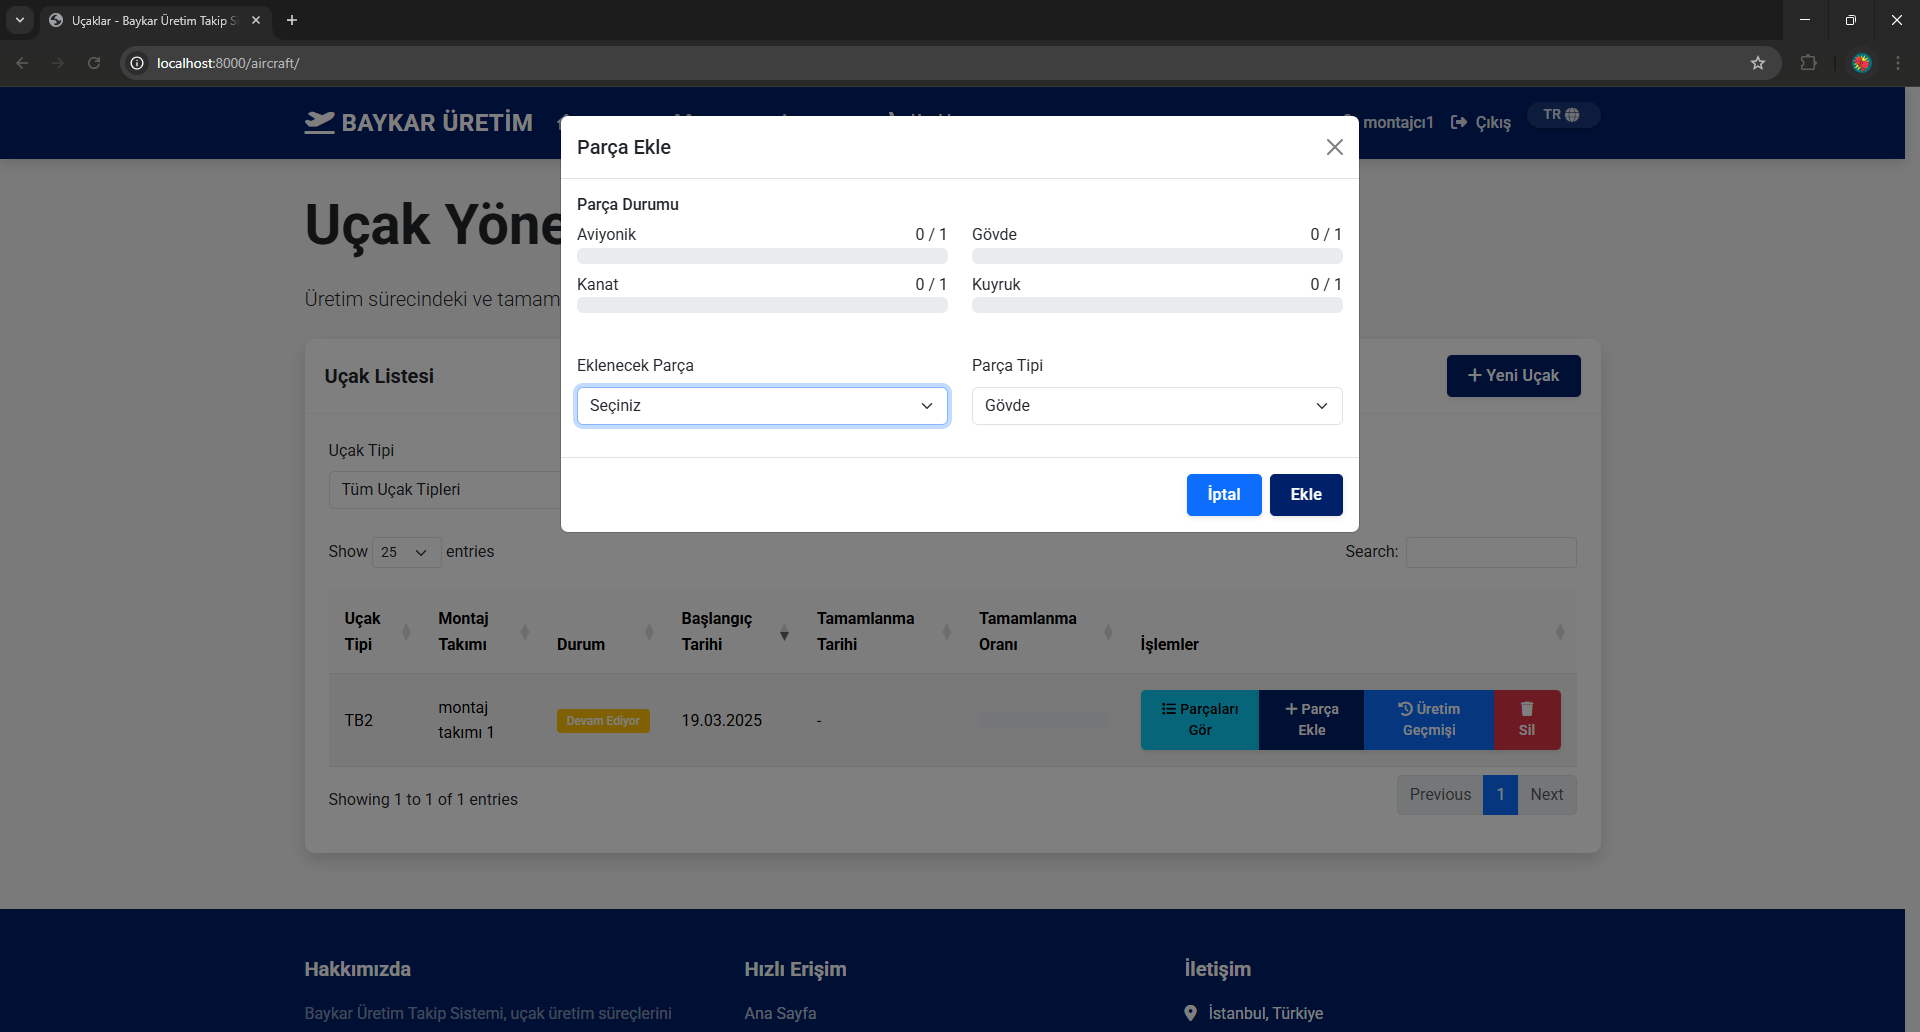 Uçaklar - Baykar Üretim Takip S
localhost:8000/aircraft/
BAYKAR ÜRETİM
montajcı1
Çıkış
TR
Parça Ekle
Parça Durumu
Aviyonik 0 / 1
Gövde 0 / 1
Kanat 0 / 1
Kuyruk 0 / 1
Eklenecek Parça
Parça Tipi
Seçiniz
Gövde
İptal
Ekle
Uçak Yöne
Üretim sürecindeki ve tamam
Uçak Listesi
Yeni Uçak
Uçak Tipi
Tüm Uçak Tipleri
Show 25 entries
Search:
Uçak Tipi
Montaj Takımı
Durum
Başlangıç Tarihi
Tamamlanma Tarihi
Tamamlanma Oranı
İşlemler
TB2
montaj takımı 1
Devam Ediyor
19.03.2025
-
Parçaları Gör
Parça Ekle
Üretim Geçmişi
Sil
Showing 1 to 1 of 1 entries
Previous 1 Next
Hakkımızda
Hızlı Erişim
İletişim
Baykar Üretim Takip Sistemi, uçak üretim süreçlerini
Ana Sayfa
İstanbul, Türkiye